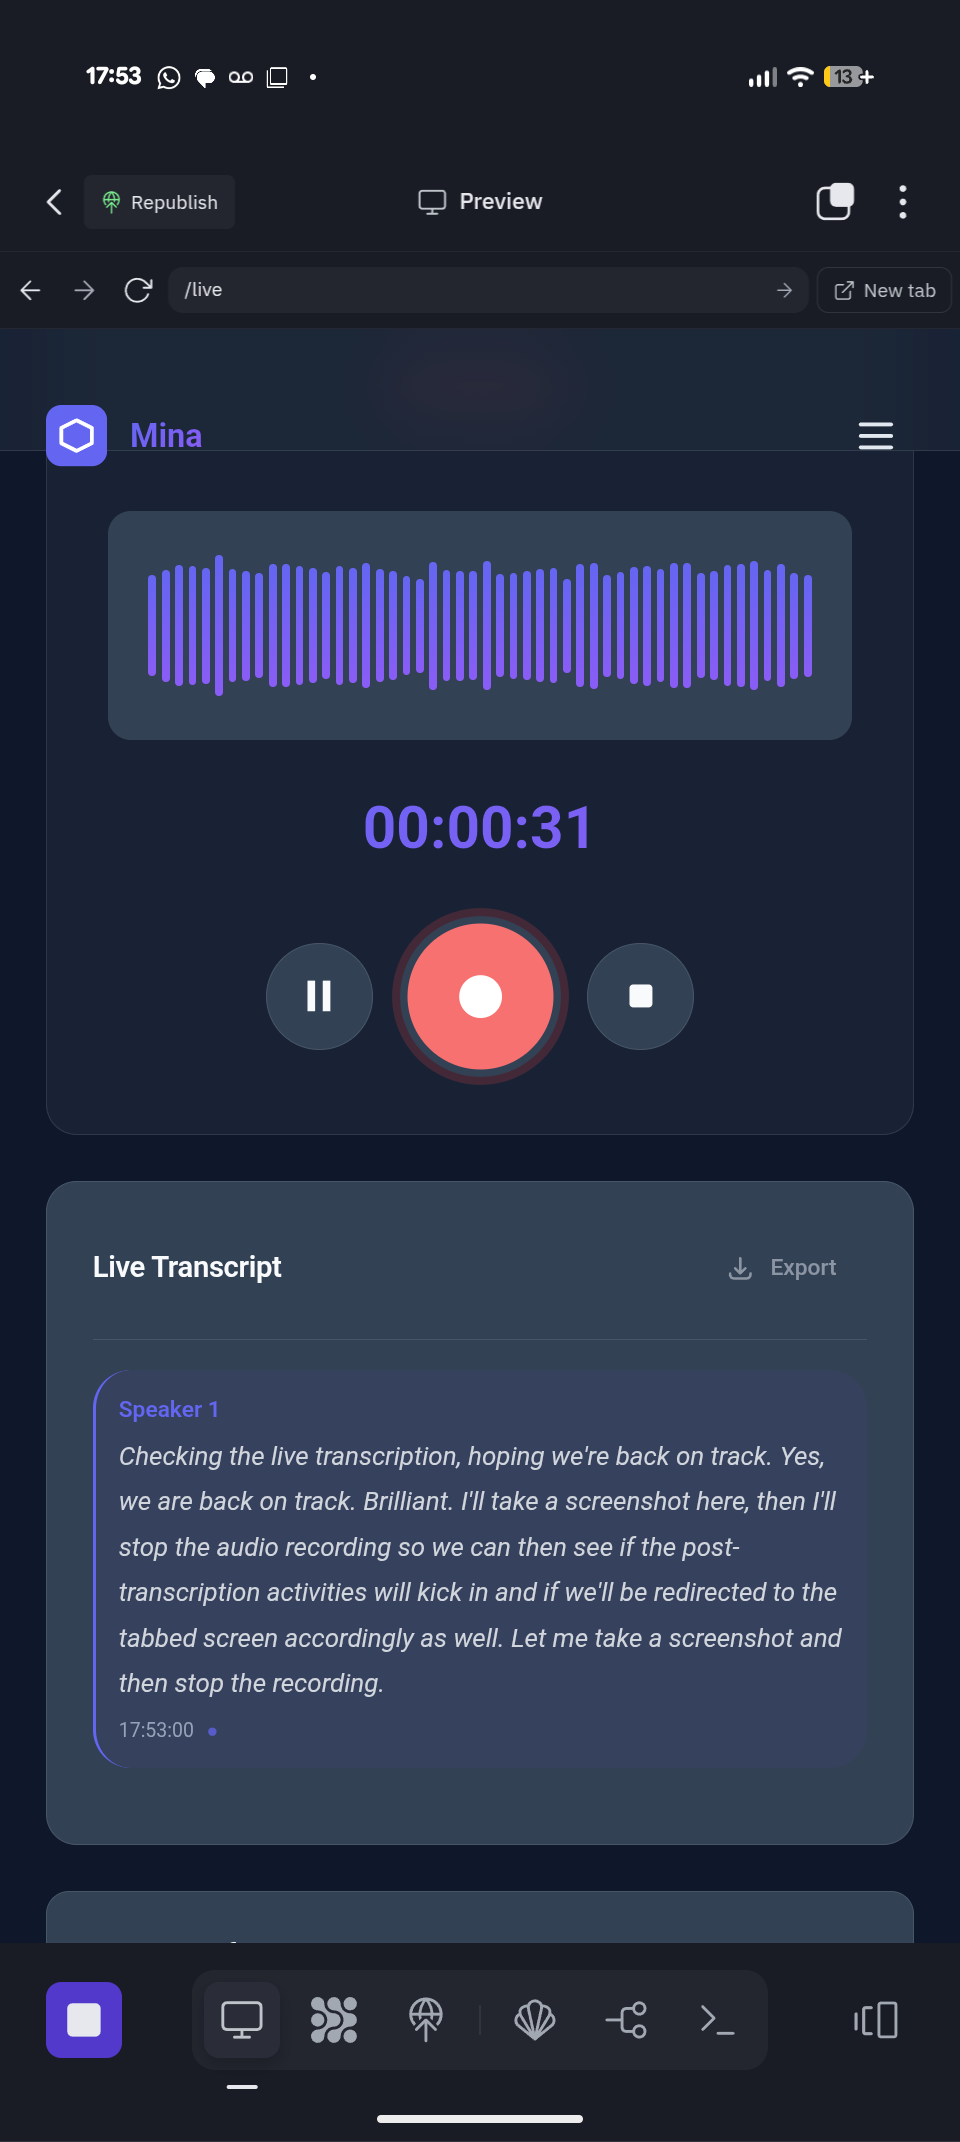 17:53
13+
Republish
Preview
/live
New tab
Mina
00:00:31
Live Transcript
Export
Speaker 1
Checking the live transcription, hoping we're back on track. Yes,
we are back on track. Brilliant. I'll take a screenshot here, then I'll
stop the audio recording so we can then see if the post-
transcription activities will kick in and if we'll be redirected to the
tabbed screen accordingly as well. Let me take a screenshot and
then stop the recording.
17:53:00